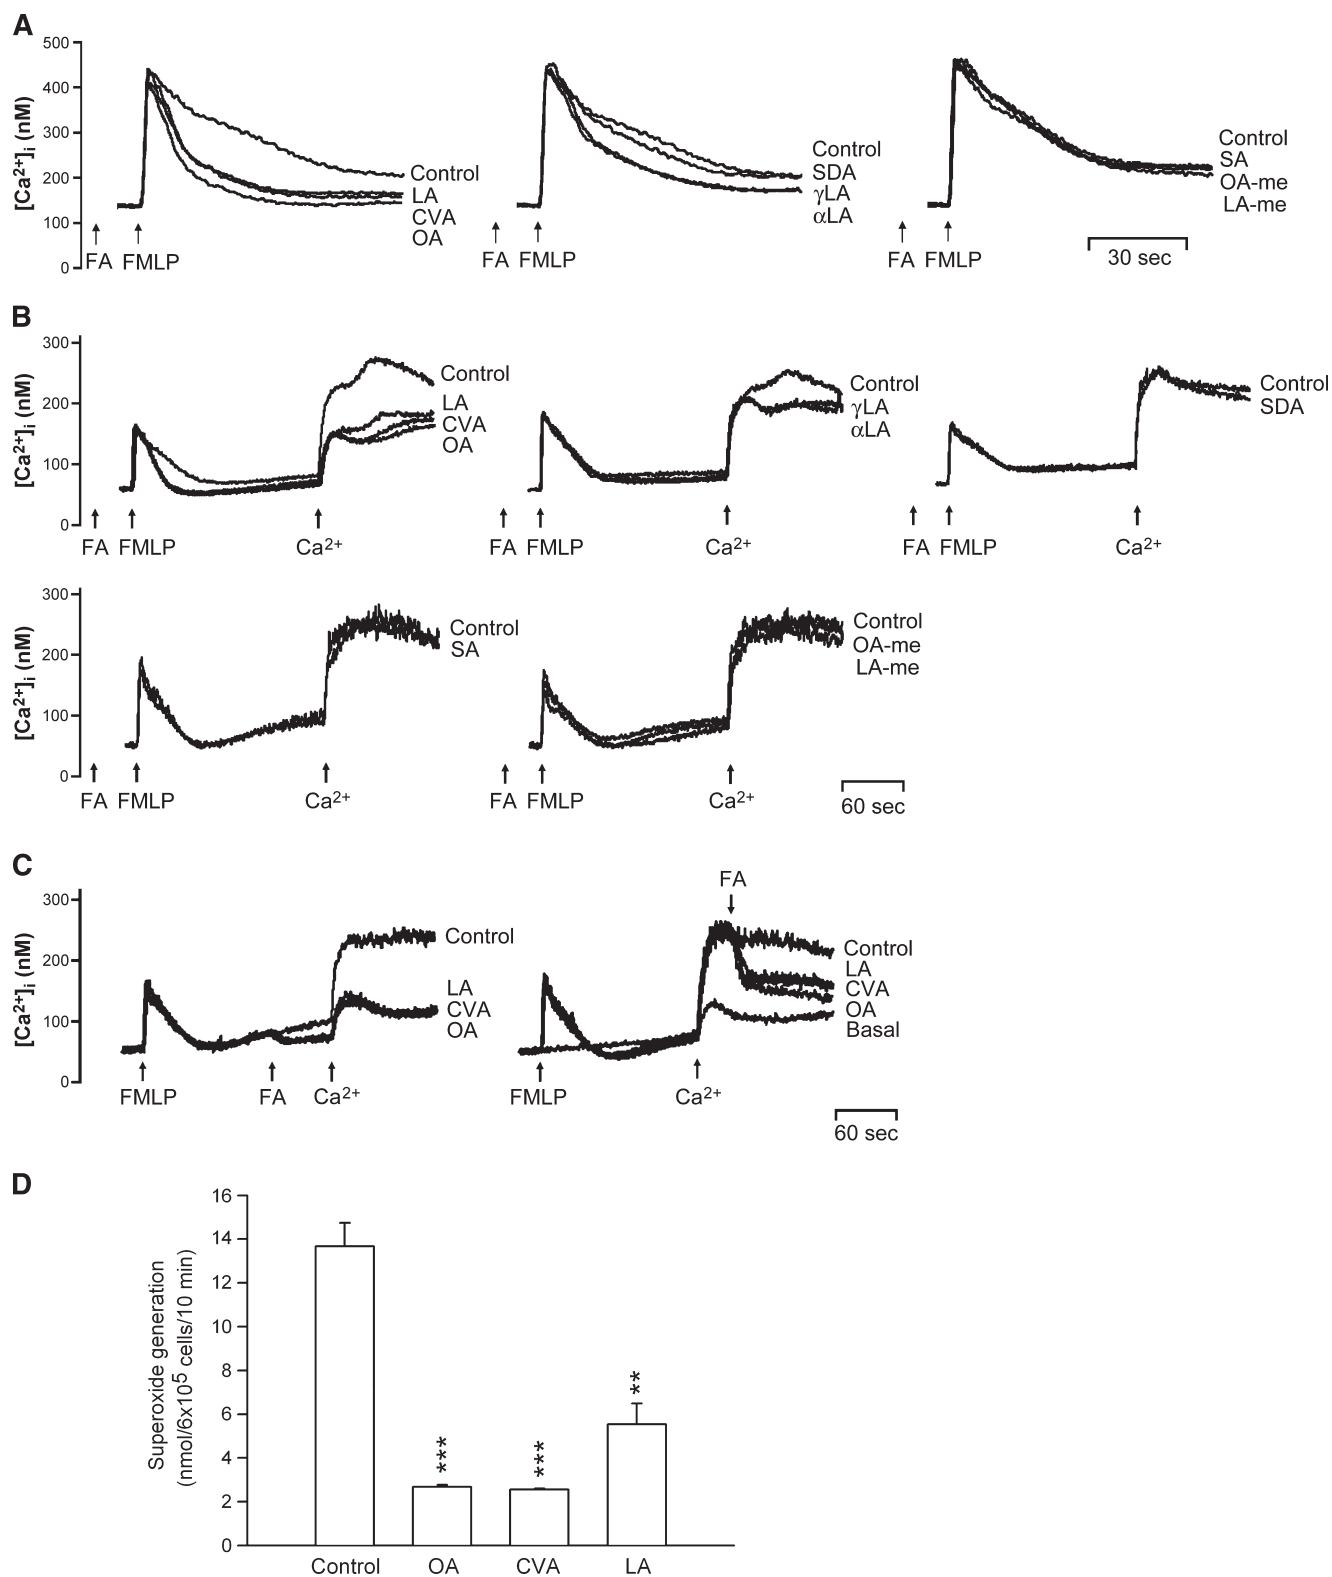 A
[Ca²⁺]ᵢ (nM)
500
400
300
200
100
0
Control
LA
CVA
OA
FA FMLP
Control
SDA
γLA
αLA
FA FMLP
Control
SA
OA-me
LA-me
FA FMLP
30 sec
B
[Ca²⁺]ᵢ (nM)
300
200
100
0
Control
LA
CVA
OA
FA FMLP Ca²⁺
Control
γLA
αLA
FA FMLP Ca²⁺
Control
SDA
FA FMLP Ca²⁺
[Ca²⁺]ᵢ (nM)
300
200
100
0
Control
SA
FA FMLP Ca²⁺
Control
OA-me
LA-me
FA FMLP Ca²⁺
60 sec
C
[Ca²⁺]ᵢ (nM)
300
200
100
0
Control
LA
CVA
OA
FMLP FA Ca²⁺
FA
Control
LA
CVA
OA
Basal
FMLP Ca²⁺
60 sec
D
Superoxide generation
(nmol/6x10⁵ cells/10 min)
16
14
12
10
8
6
4
2
0
***
***
**
Control OA CVA LA